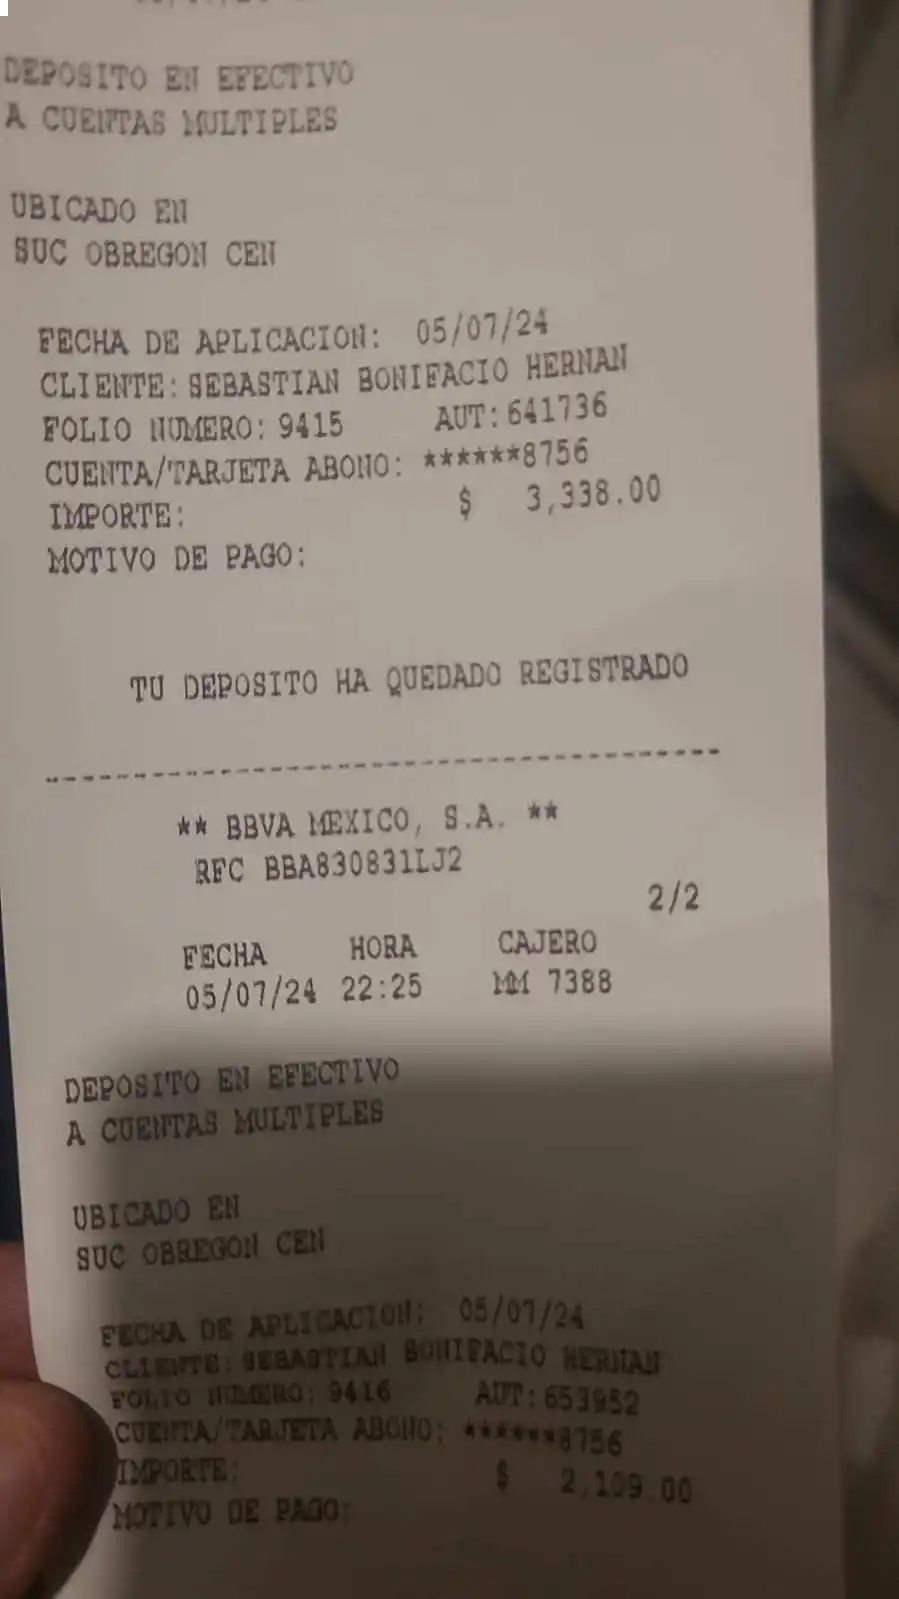 DEPOSITO EN EFECTIVO
A CUENTAS MULTIPLES
UBICADO EN
SUC OBREGON CEN
FECHA DE APLICACION: 05/07/24
CLIENTE: SEBASTIAN BONIFACIO HERNAN
FOLIO NUMERO: 9415 AUT: 641736
CUENTA/TARJETA ABONO: ******8756
IMPORTE: $ 3,338.00
MOTIVO DE PAGO:
TU DEPOSITO HA QUEDADO REGISTRADO
--------------------------------------
** BBVA MEXICO, S.A. **
RFC BBA830831LJ2
2/2
FECHA HORA CAJERO
05/07/24 22:25 MM 7388
DEPOSITO EN EFECTIVO
A CUENTAS MULTIPLES
UBICADO EN
SUC OBREGON CEN
FECHA DE APLICACION: 05/07/24
CLIENTE: SEBASTIAN BONIFACIO HERNAN
FOLIO NUMERO: 9416 AUT: 653952
CUENTA/TARJETA ABONO: ******8756
IMPORTE: $ 2,109.00
MOTIVO DE PAGO: